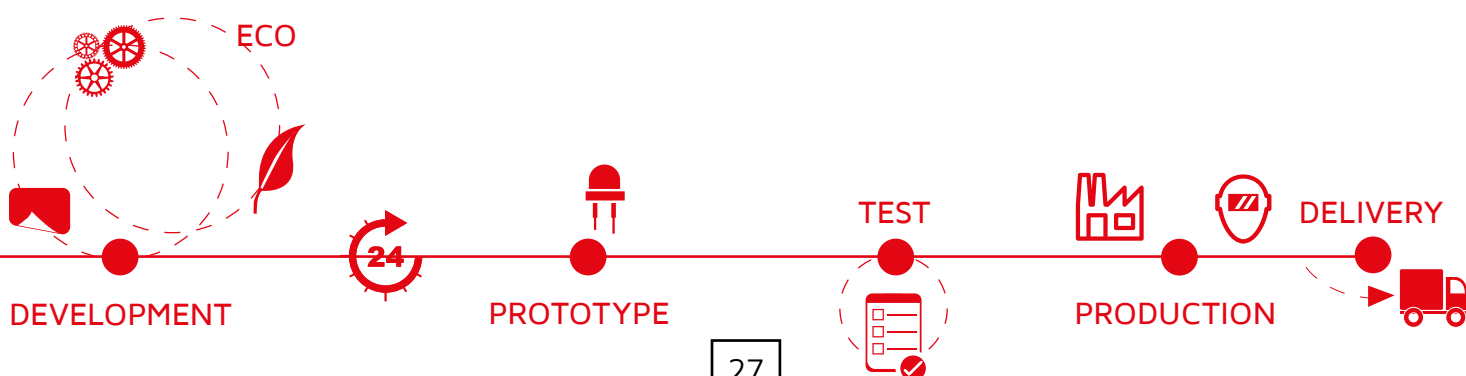 ECO
24
TEST
DELIVERY
DEVELOPMENT
PROTOTYPE
PRODUCTION
27